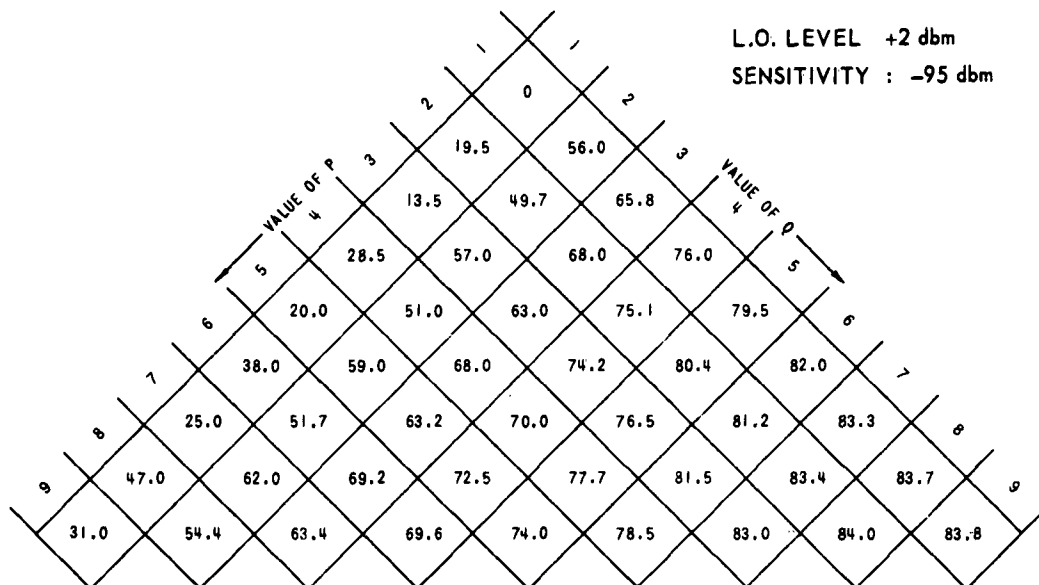 L.O. LEVEL +2 dbm
SENSITIVITY : -95 dbm
1 1
2 0 2
3 19.5 56.0 3
VALUE OF P
VALUE OF Q
4 13.5 49.7 65.8 4
5 28.5 57.0 68.0 76.0 5
6 20.0 51.0 63.0 75.1 79.5 6
7 38.0 59.0 68.0 74.2 80.4 82.0 7
8 25.0 51.7 63.2 70.0 76.5 81.2 83.3 8
9 47.0 62.0 69.2 72.5 77.7 81.5 83.4 83.7 9
31.0 54.4 63.4 69.6 74.0 78.5 83.0 84.0 83.8